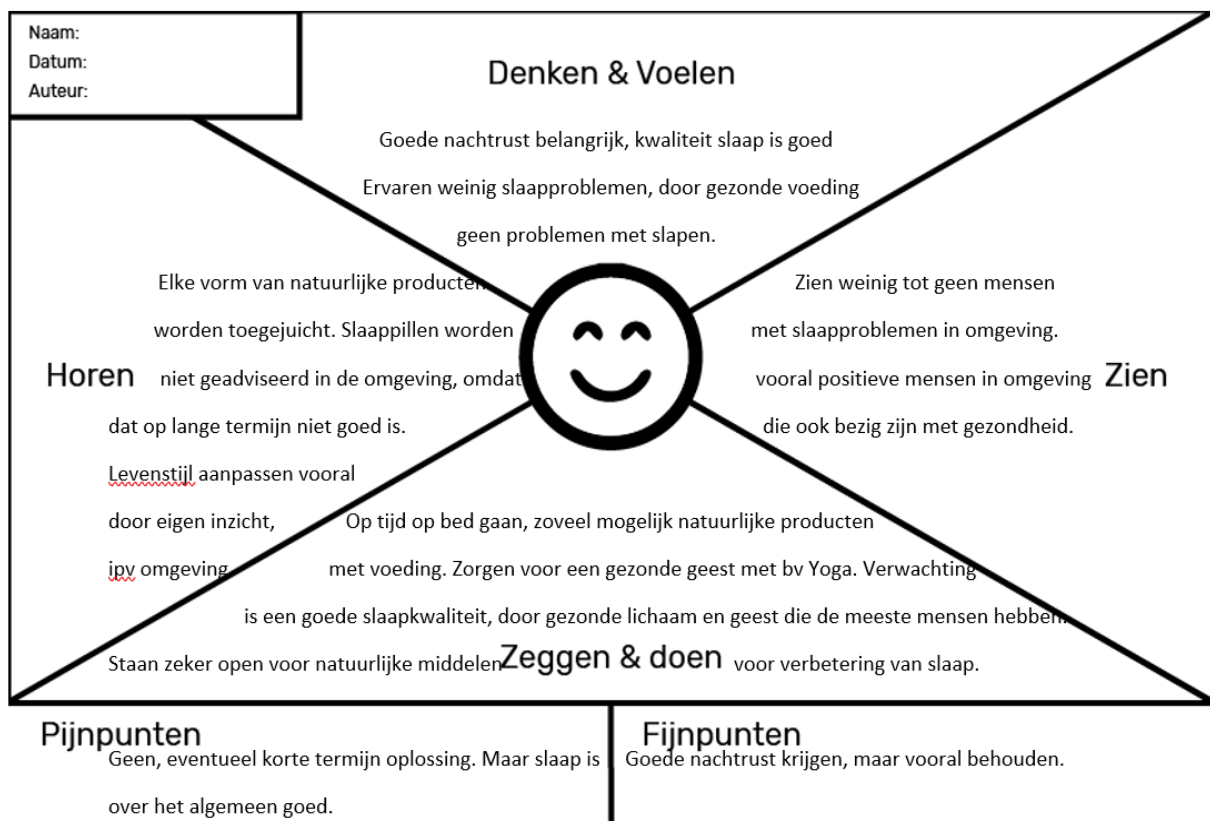 Naam:
Datum:
Auteur:
Denken & Voelen
Goede nachtrust belangrijk, kwaliteit slaap is goed
Ervaren weinig slaapproblemen, door gezonde voeding
geen problemen met slapen.
Horen
Elke vorm van natuurlijke producten
worden toegejuicht. Slaappillen worden
niet geadviseerd in de omgeving, omdat
dat op lange termijn niet goed is.
Levenstijl aanpassen vooral
door eigen inzicht,
ipv omgeving
Zien weinig tot geen mensen
met slaapproblemen in omgeving.
vooral positieve mensen in omgeving
die ook bezig zijn met gezondheid.
Zien
Op tijd op bed gaan, zoveel mogelijk natuurlijke producten
met voeding. Zorgen voor een gezonde geest met bv Yoga. Verwachting
is een goede slaapkwaliteit, door gezonde lichaam en geest die de meeste mensen hebben.
Staan zeker open voor natuurlijke middelen voor verbetering van slaap.
Zeggen & doen
Pijnpunten
Geen, eventueel korte termijn oplossing. Maar slaap is
over het algemeen goed.
Fijnpunten
Goede nachtrust krijgen, maar vooral behouden.